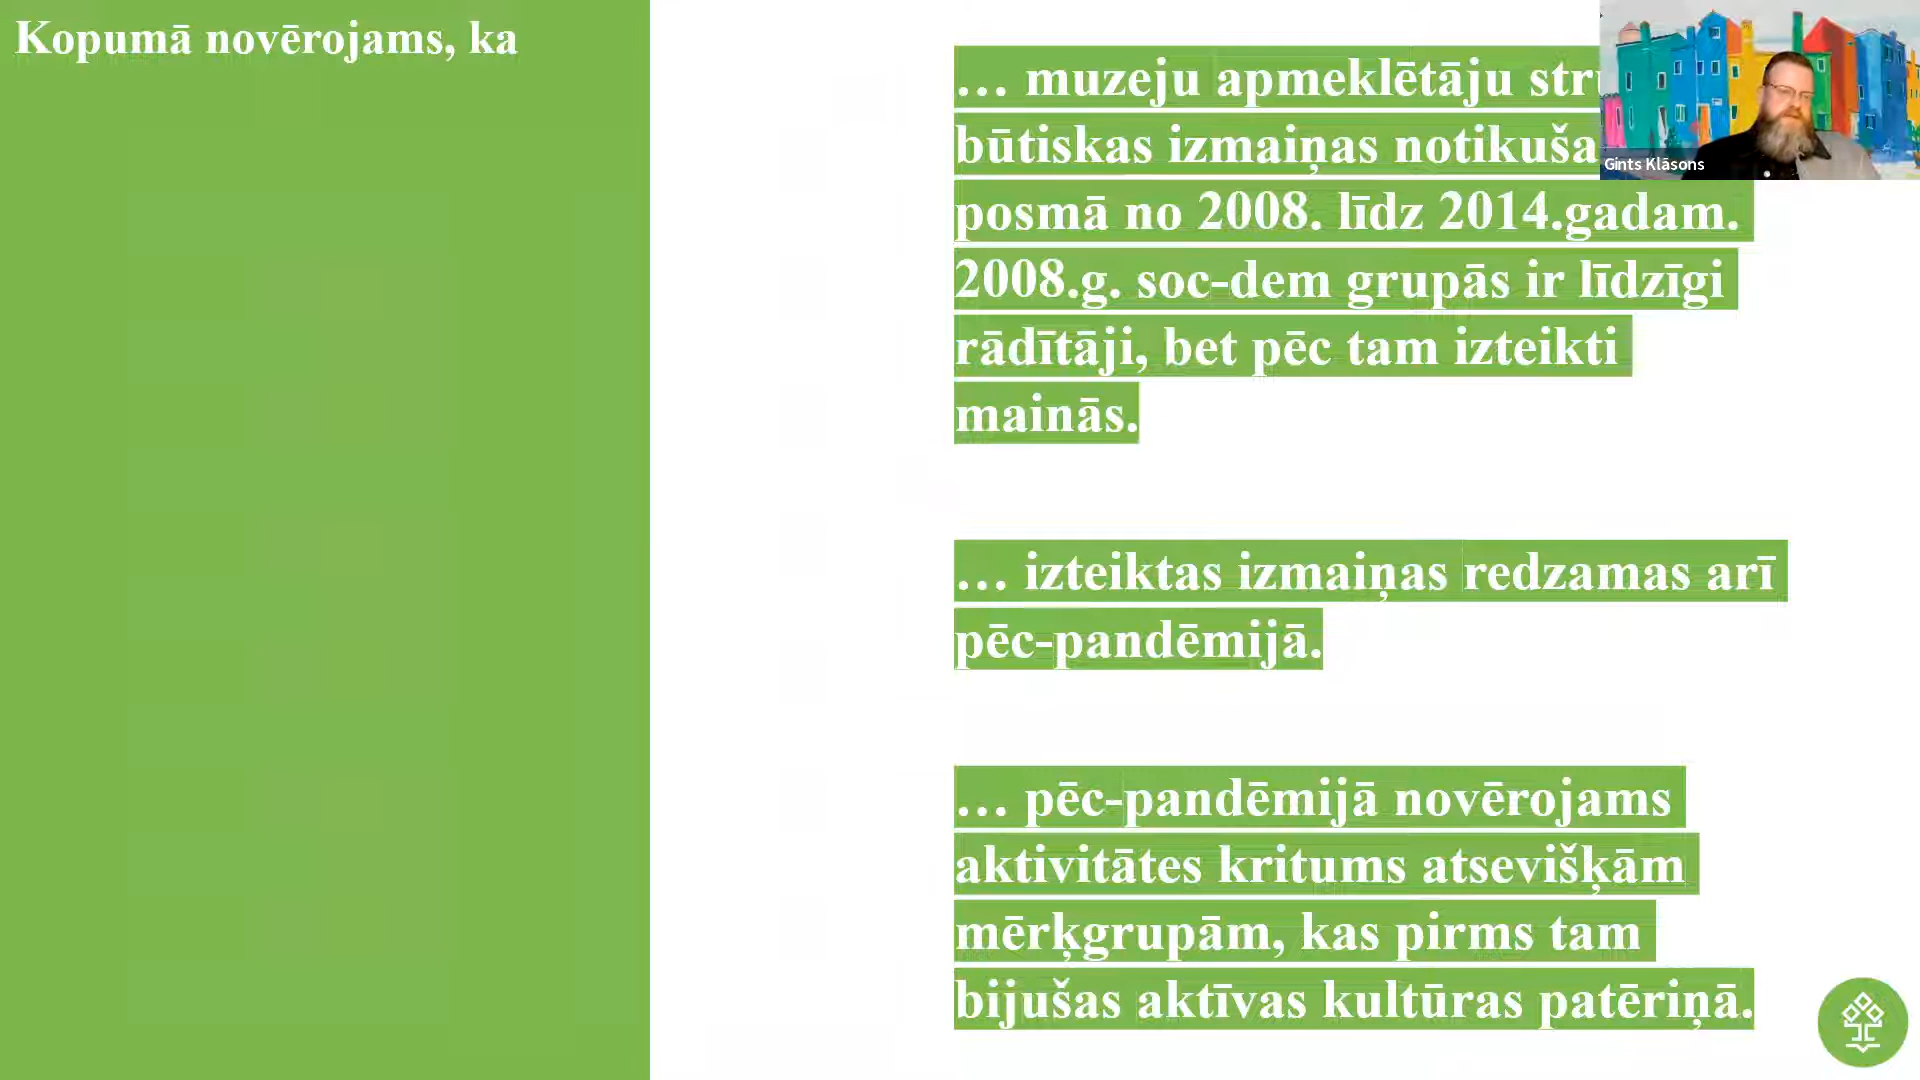 Kopumā novērojams, ka
… muzeju apmeklētāju
būtiskas izmaiņas
posmā no 2008. līdz 2014.gadam.
2008.g. soc-dem grupās ir līdzīgi
rādītāji, bet pēc tam izteikti
mainās.
Gints Klāsons
… izteiktas izmaiņas redzamas arī
pēc-pandēmijā.
… pēc-pandēmijā novērojams
aktivitātes kritums atsevišķām
mērķgrupām, kas pirms tam
bijušas aktīvas kultūras patēriņā.